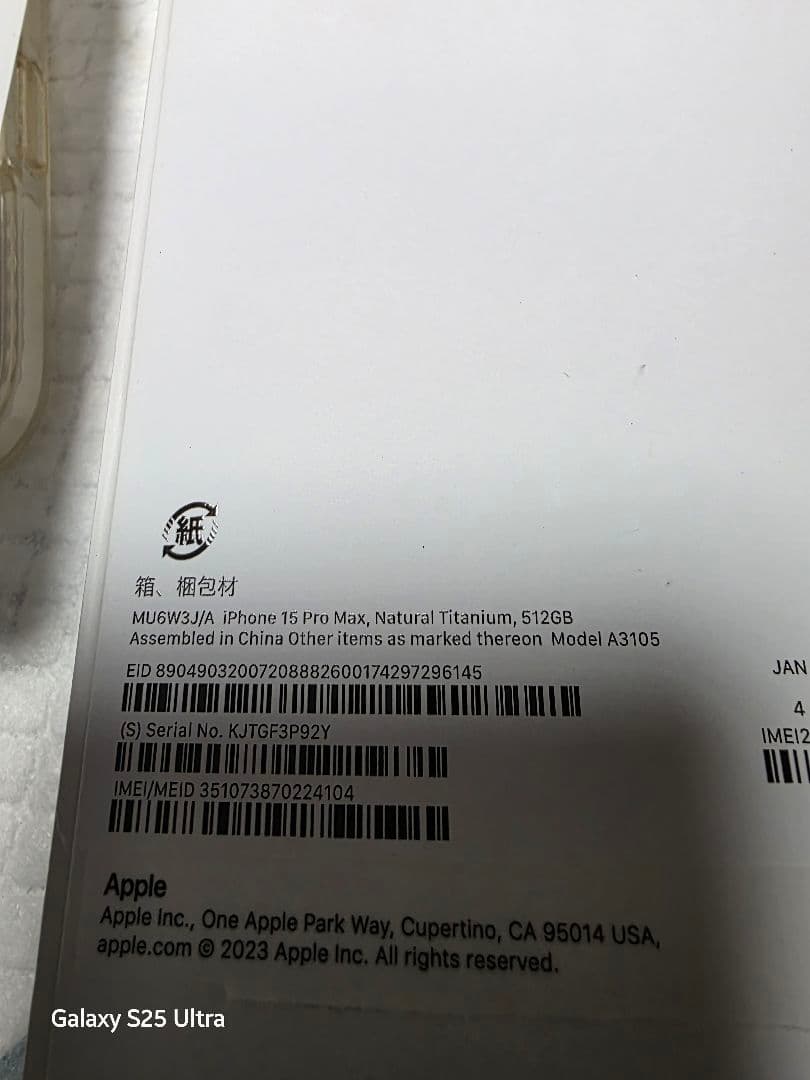 紙
箱、梱包材
MU6W3J/A iPhone 15 Pro Max, Natural Titanium, 512GB
Assembled in China Other items as marked thereon Model A3105
EID 89049032007208882600174297296145
(S) Serial No. KJTGF3P92Y
IMEI/MEID 351073870224104
JAN
4
IMEI2
Apple
Apple Inc., One Apple Park Way, Cupertino, CA 95014 USA,
apple.com © 2023 Apple Inc. All rights reserved.
Galaxy S25 Ultra